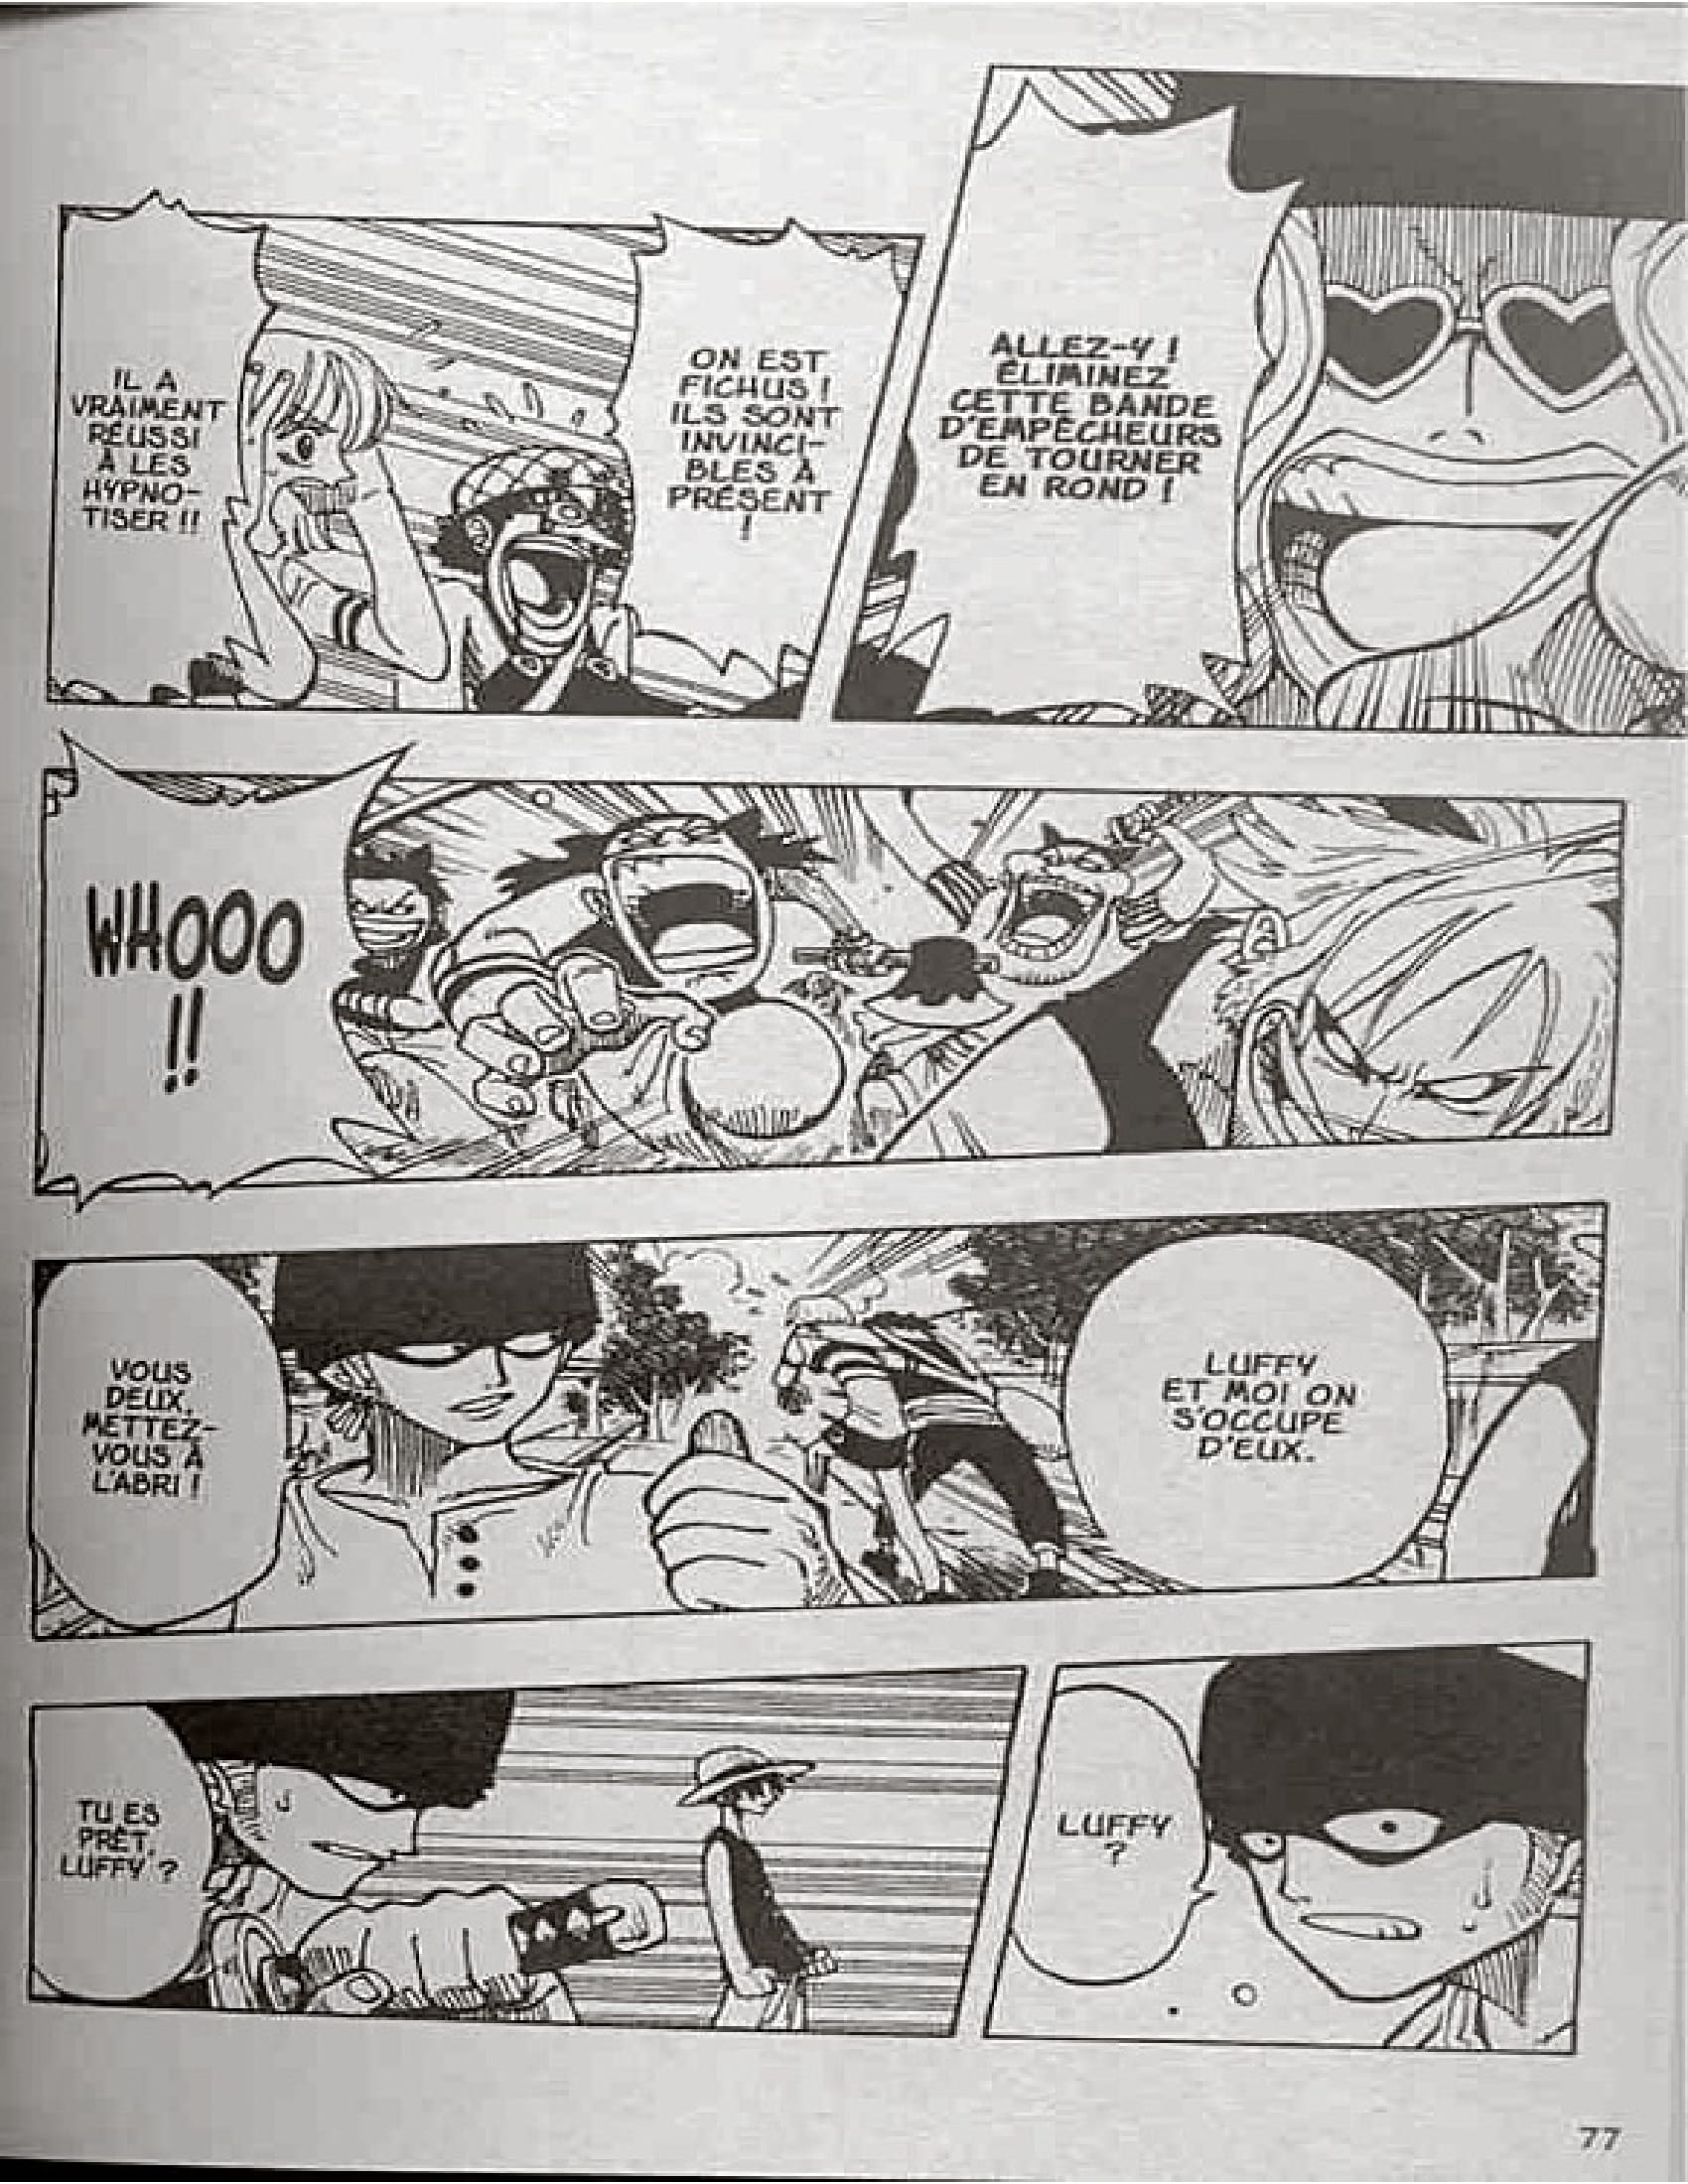 ALLEZ-Y !
ÉLIMINEZ
CETTE BANDE
D'EMPÊCHEURS
DE TOURNER
EN ROND !
ON EST
FICHUS !
ILS SONT
INVINCI-
BLES À
PRÉSENT
!
IL A
VRAIMENT
RÉUSSI
À LES
HYPNO-
TISER !!
WHOOO
!!
LUFFY
ET MOI ON
S'OCCUPE
D'EUX.
VOUS
DEUX,
METTEZ-
VOUS À
L'ABRI !
LUFFY
?
TU ES
PRÊT,
LUFFY ?
77